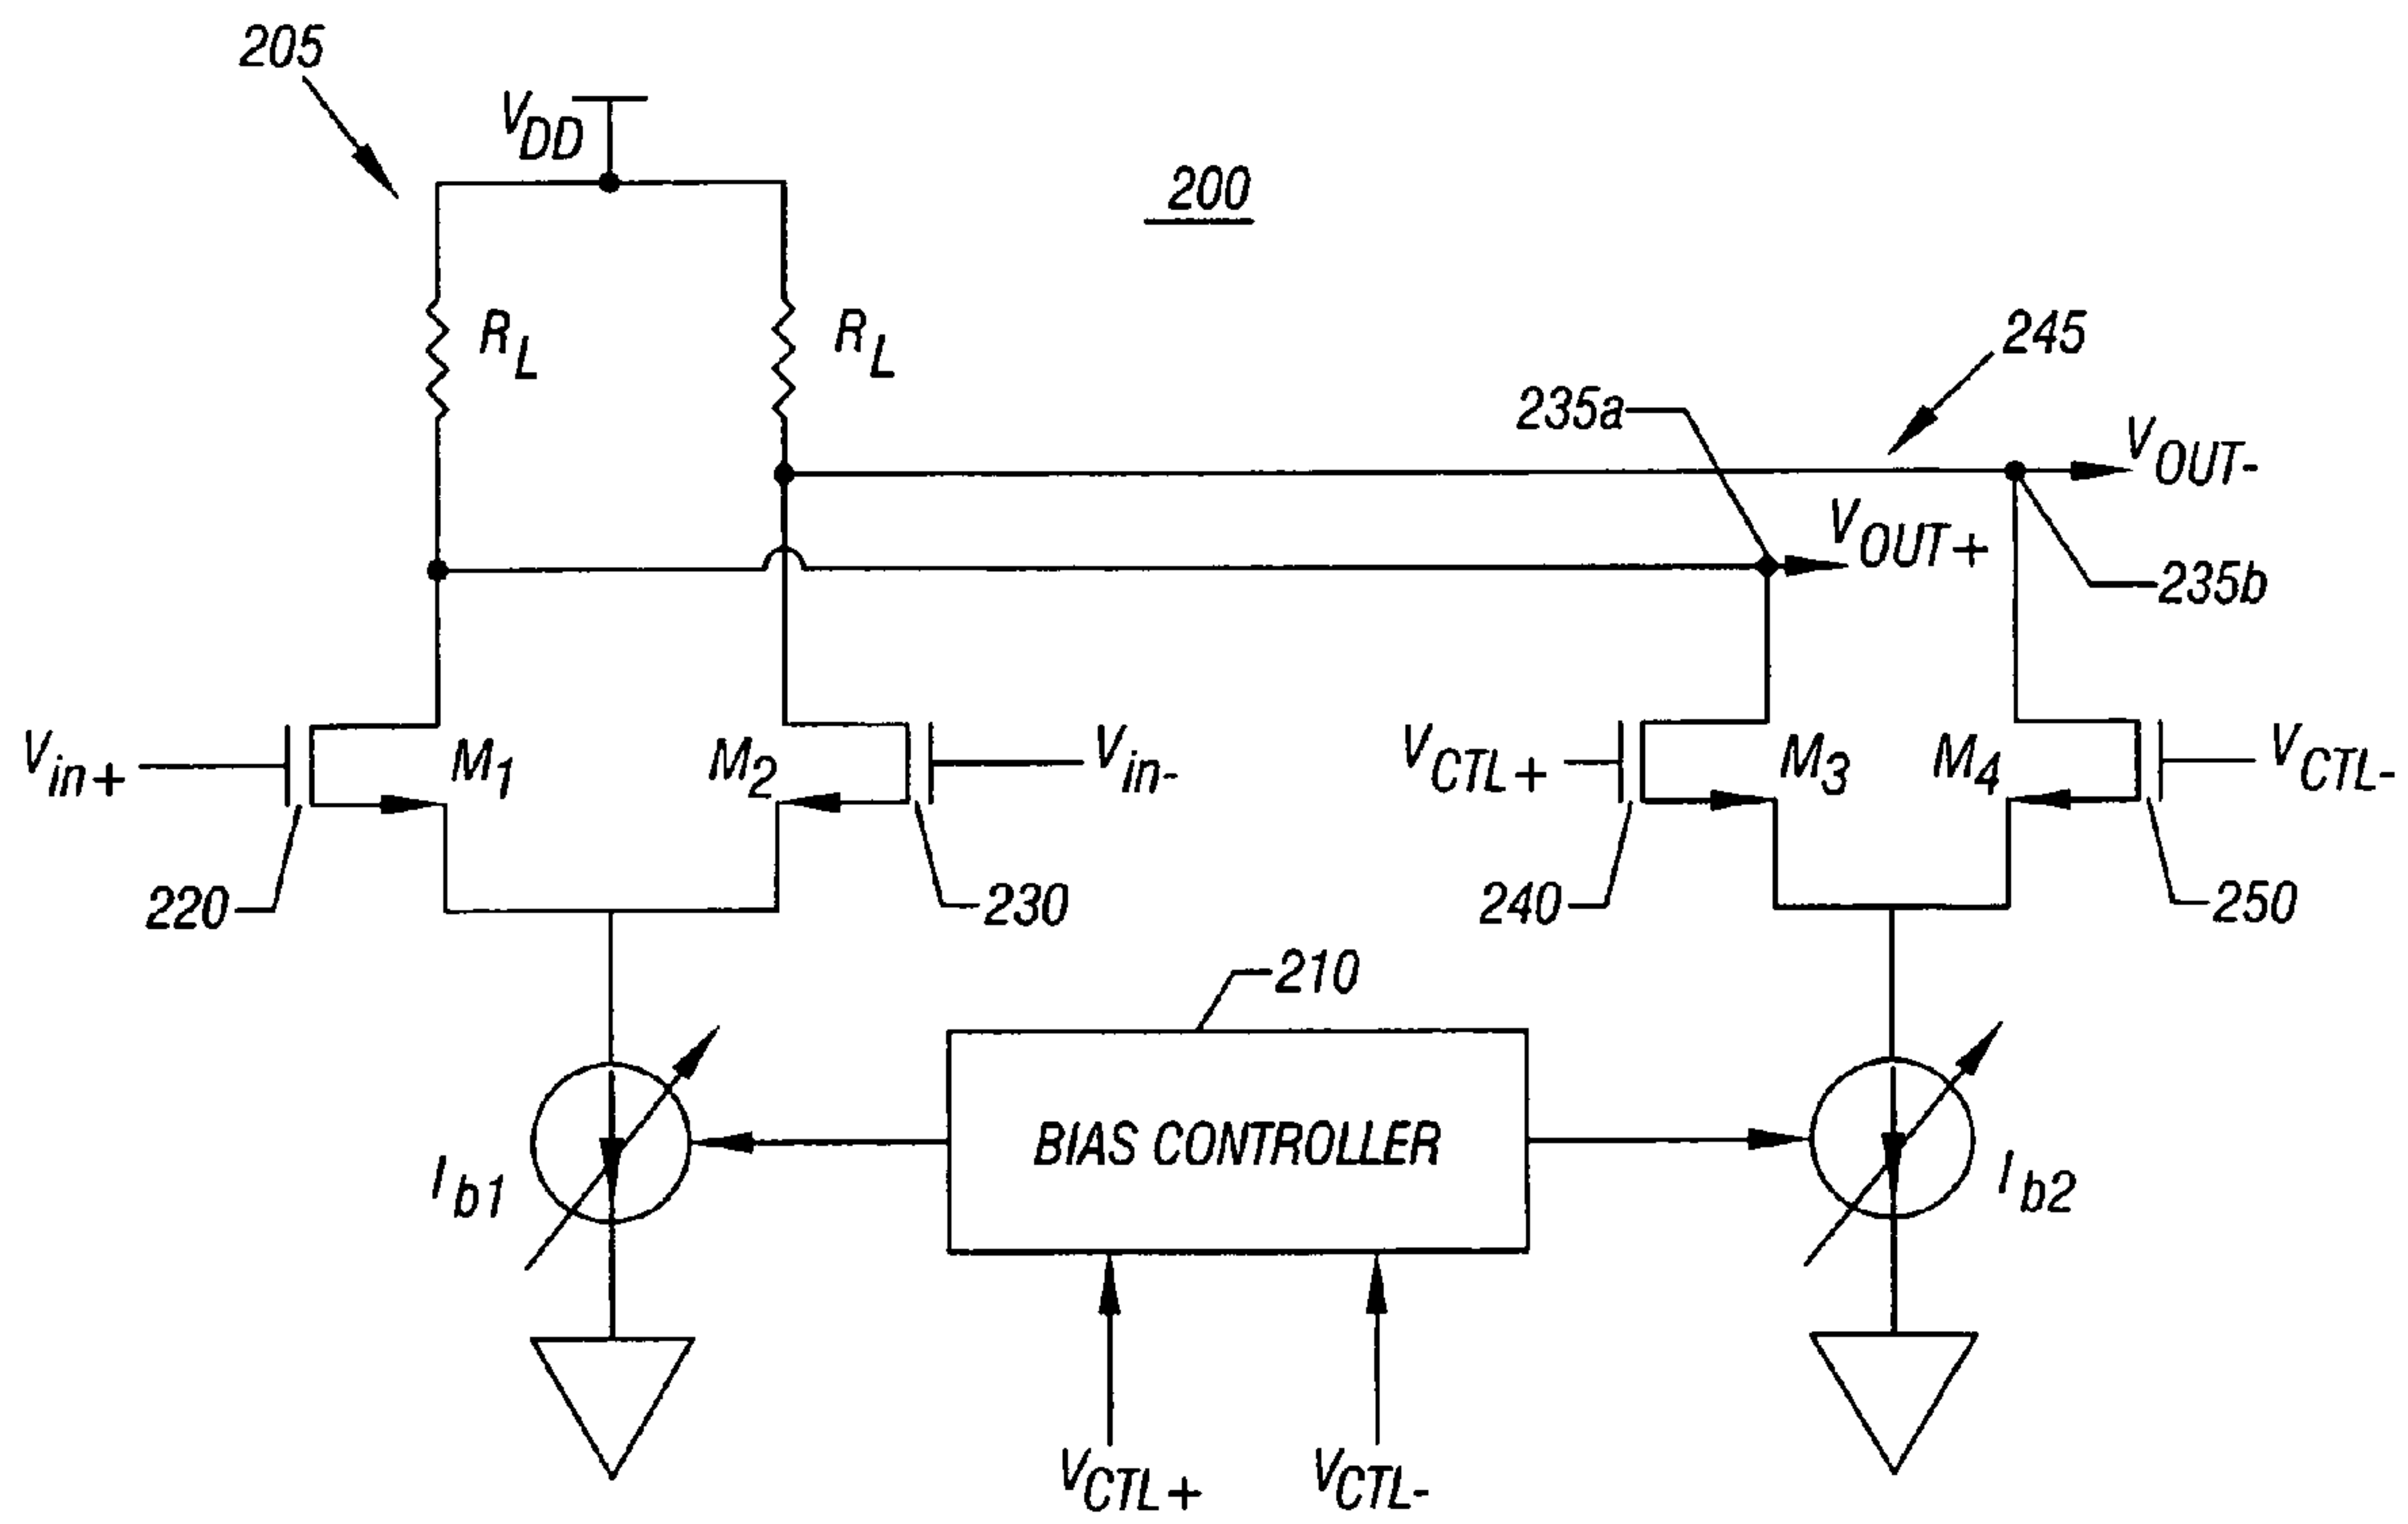 205
VDD
200
RL
RL
245
235a
VOUT-
VOUT+
235b
Vin+
M1
M2
Vin-
VCTL+
M3
M4
VCTL-
220
230
240
250
210
BIAS CONTROLLER
Ib1
Ib2
VCTL+
VCTL-